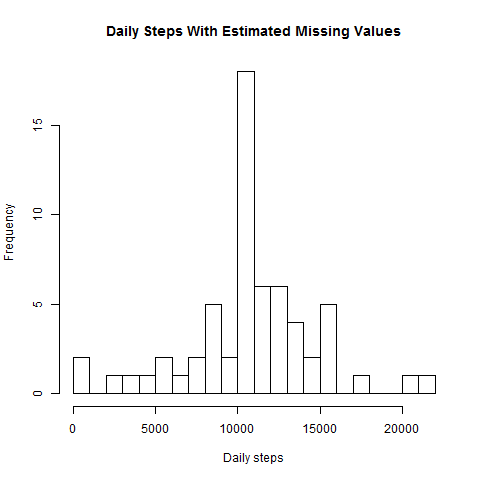 Daily Steps With Estimated Missing Values
Frequency
15
10
5
0
0 5000 10000 15000 20000
Daily steps